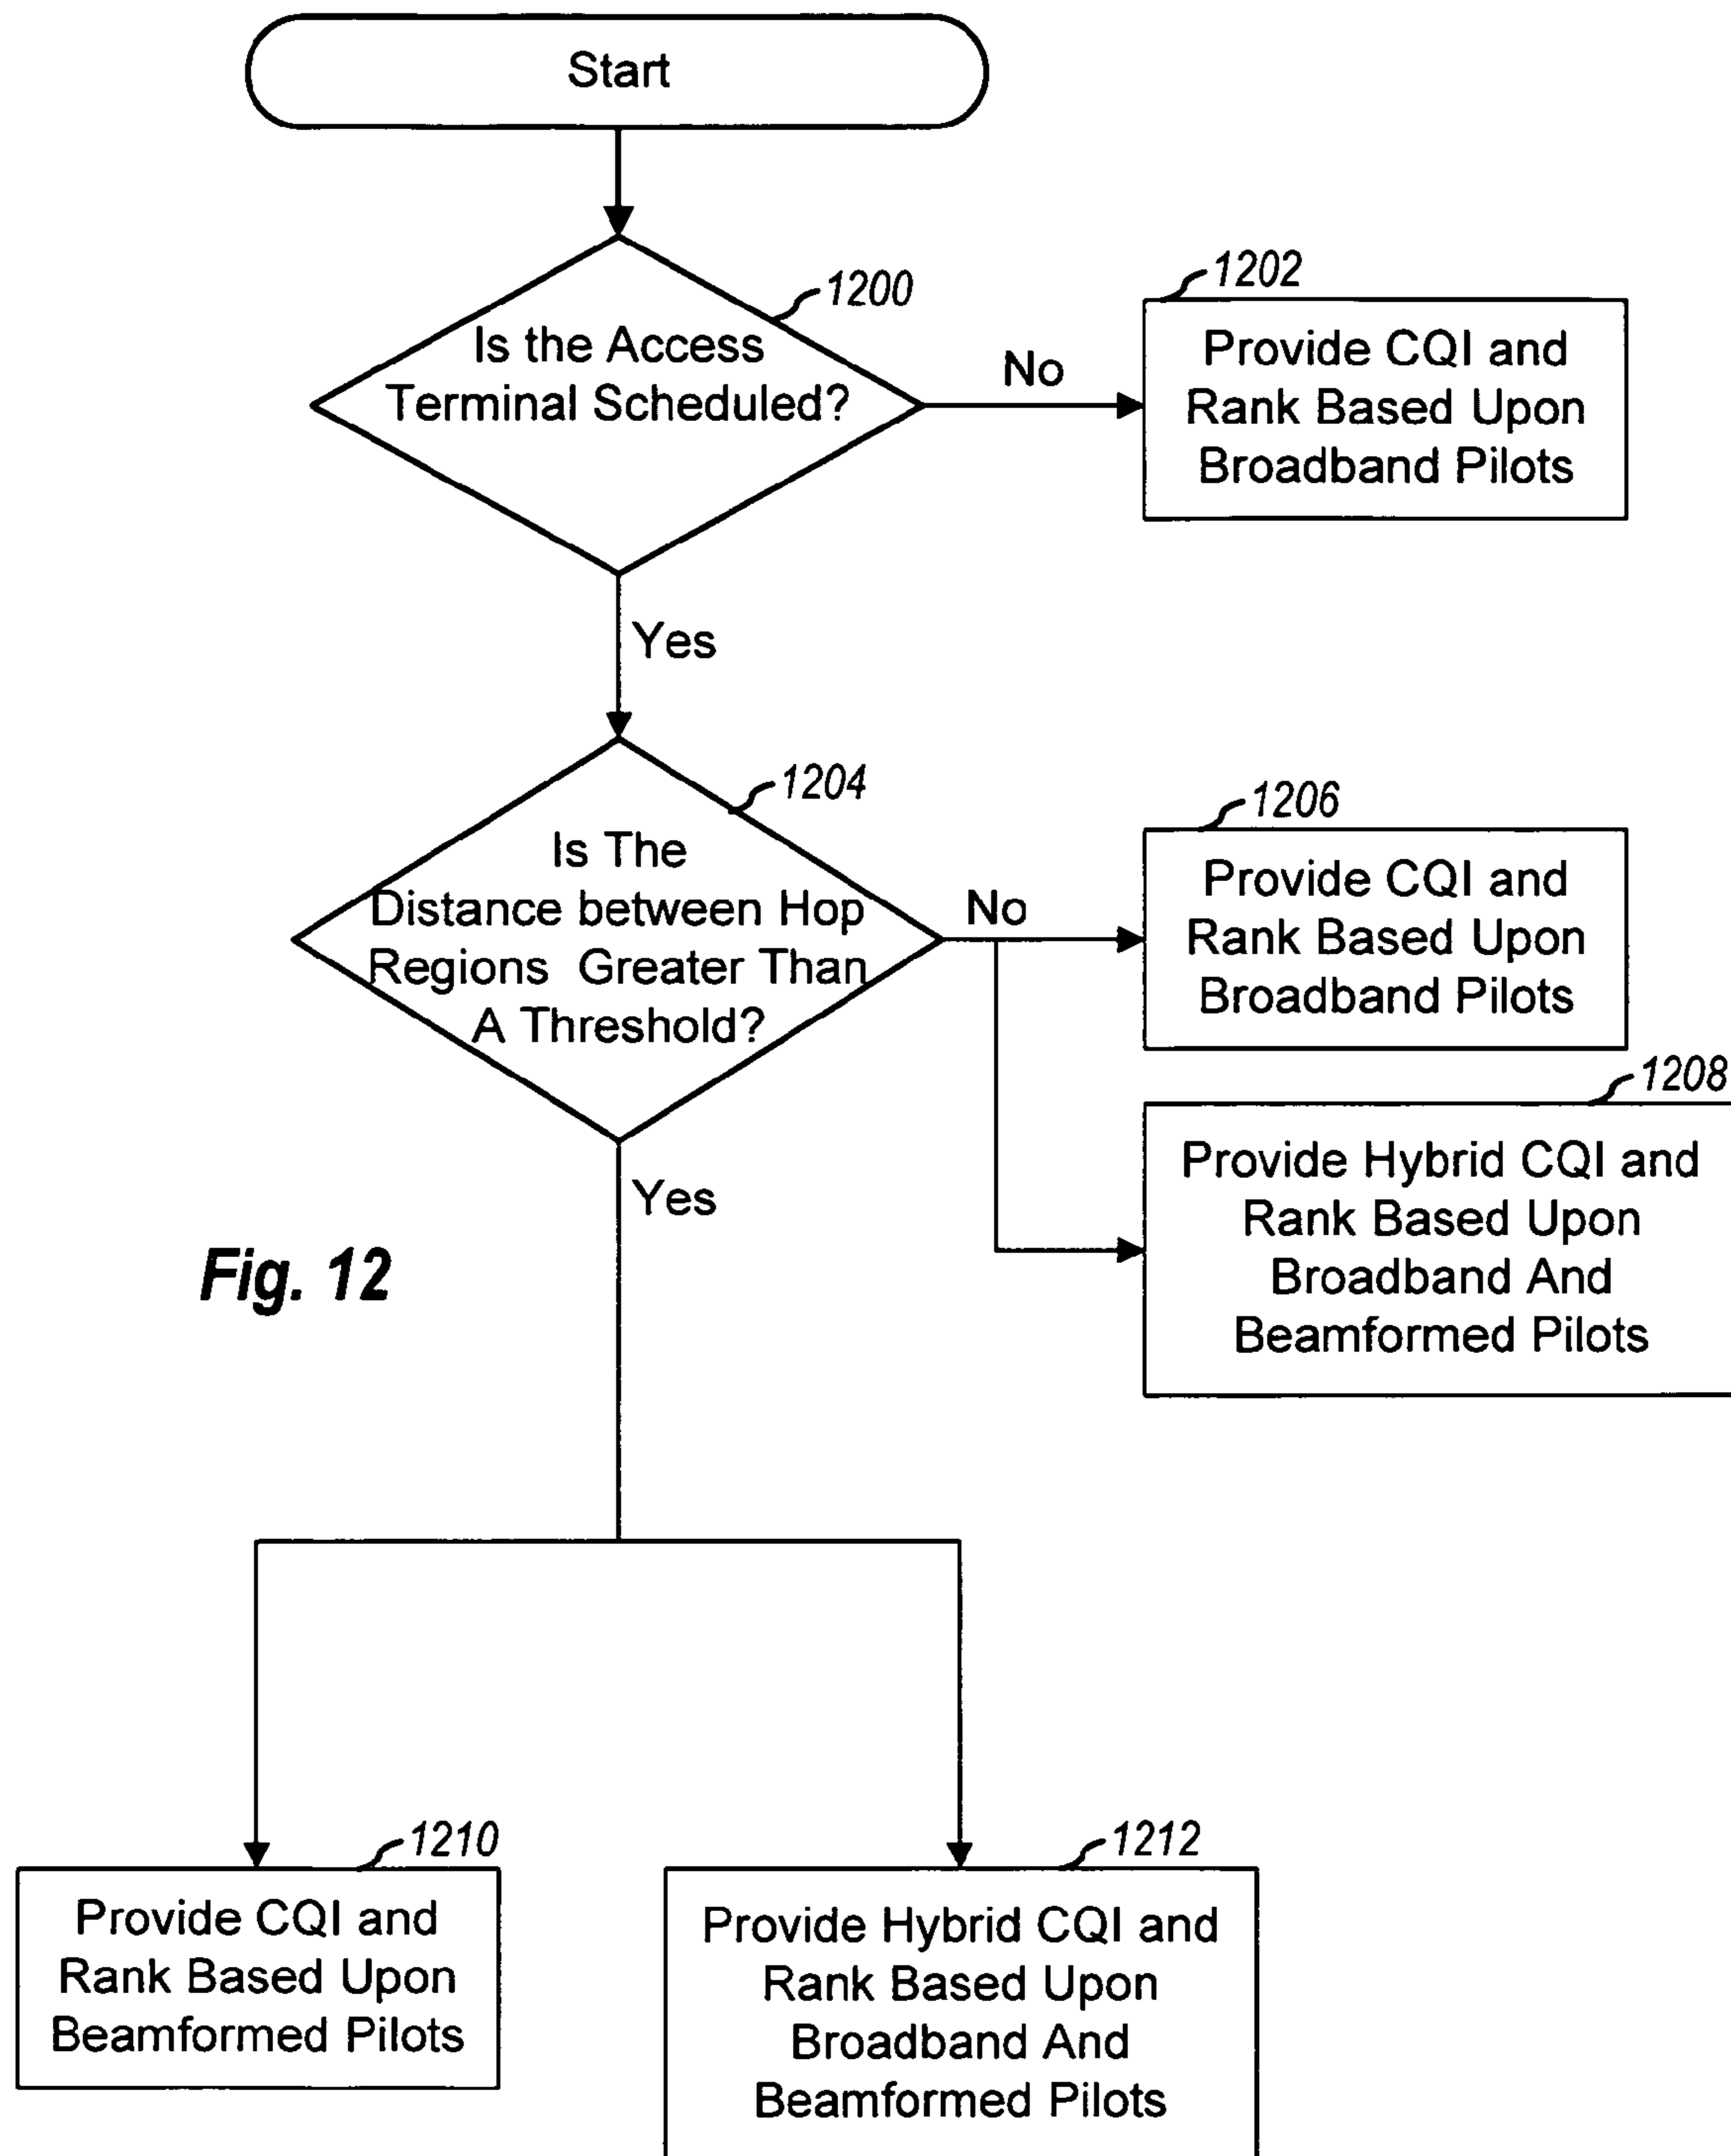 Start
1200
Is the Access
Terminal Scheduled?
No
1202
Provide CQI and
Rank Based Upon
Broadband Pilots
Yes
1204
Is The
Distance between Hop
Regions Greater Than
A Threshold?
No
1206
Provide CQI and
Rank Based Upon
Broadband Pilots
1208
Provide Hybrid CQI and
Rank Based Upon
Broadband And
Beamformed Pilots
Yes
Fig. 12
1210
Provide CQI and
Rank Based Upon
Beamformed Pilots
1212
Provide Hybrid CQI and
Rank Based Upon
Broadband And
Beamformed Pilots